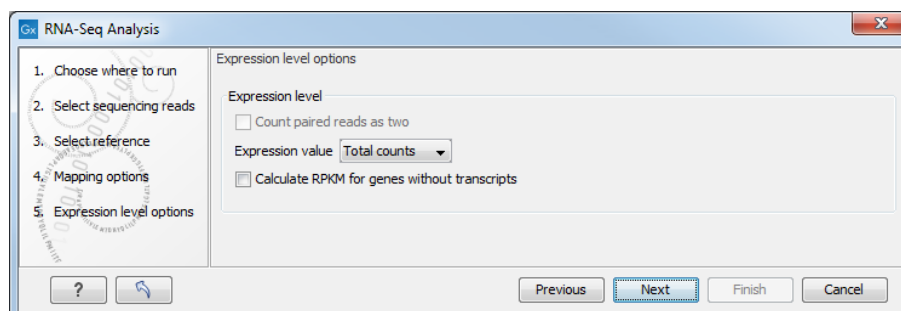 Gx RNA-Seq Analysis
1. Choose where to run
2. Select sequencing reads
3. Select reference
4. Mapping options
5. Expression level options
Expression level options
Expression level
Count paired reads as two
Expression value Total counts
Calculate RPKM for genes without transcripts
?
Previous Next Finish Cancel